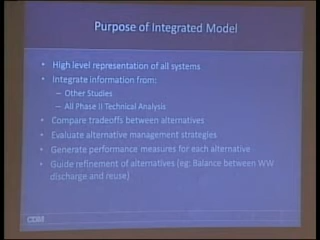 Purpose of Integrated Model
• High level representation of all systems
• Integrate information from:
– Other Studies
– All Phase II Technical Analysis
• Compare tradeoffs between alternatives
• Evaluate alternative management strategies
• Generate performance measures for each alternative
• Guide refinement of alternatives (eg: Balance between WW
discharge and reuse)
CDM